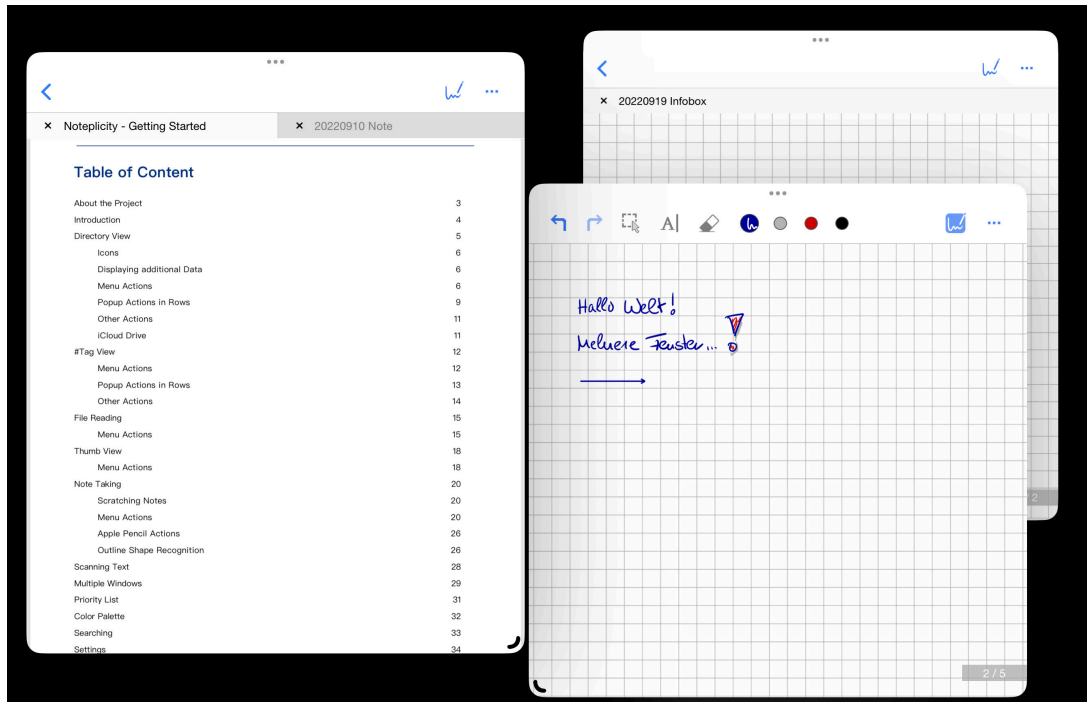 × Noteplicity - Getting Started
× 20220910 Note
Table of Content
About the Project 3
Introduction 4
Directory View 5
Icons 6
Displaying additional Data 6
Menu Actions 6
Popup Actions in Rows 9
Other Actions 11
iCloud Drive 11
#Tag View 12
Menu Actions 12
Popup Actions in Rows 13
Other Actions 14
File Reading 15
Menu Actions 15
Thumb View 18
Menu Actions 18
Note Taking 20
Scratching Notes 20
Menu Actions 20
Apple Pencil Actions 26
Outline Shape Recognition 26
Scanning Text 28
Multiple Windows 29
Priority List 31
Color Palette 32
Searching 33
Settings 34
× 20220919 Infobox
/ 2
A|
Hallo Welt!
Mehrere Fenster...
2 / 5